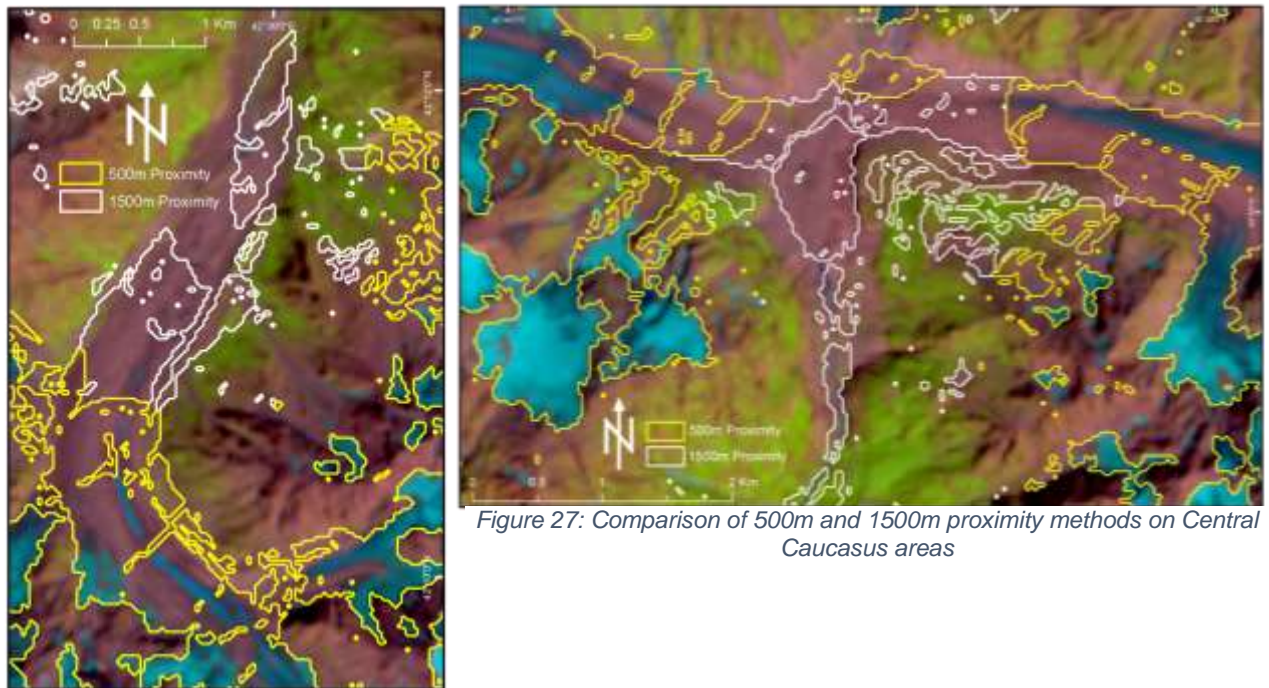 0 0.25 0.5 1 Km
N
500m Proximity
1500m Proximity
N
500m Proximity
1500m Proximity
0 0.5 1 2 Km
Figure 27: Comparison of 500m and 1500m proximity methods on Central
Caucasus areas